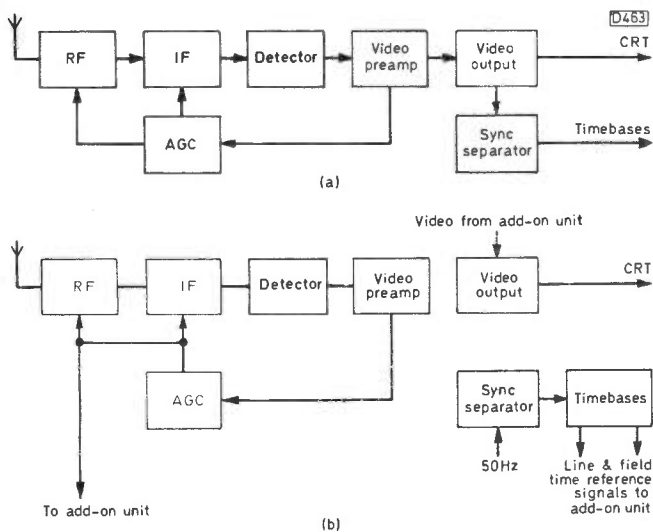 D463
RF
IF
Detector
Video
preamp
Video
output
CRT
AGC
Sync
separator
Timebases
(a)
Video from add-on unit
RF
IF
Detector
Video
preamp
Video
output
CRT
AGC
Sync
separator
Timebases
50Hz
Line & field
time reference
signals to
add-on unit
To add-on unit
(b)